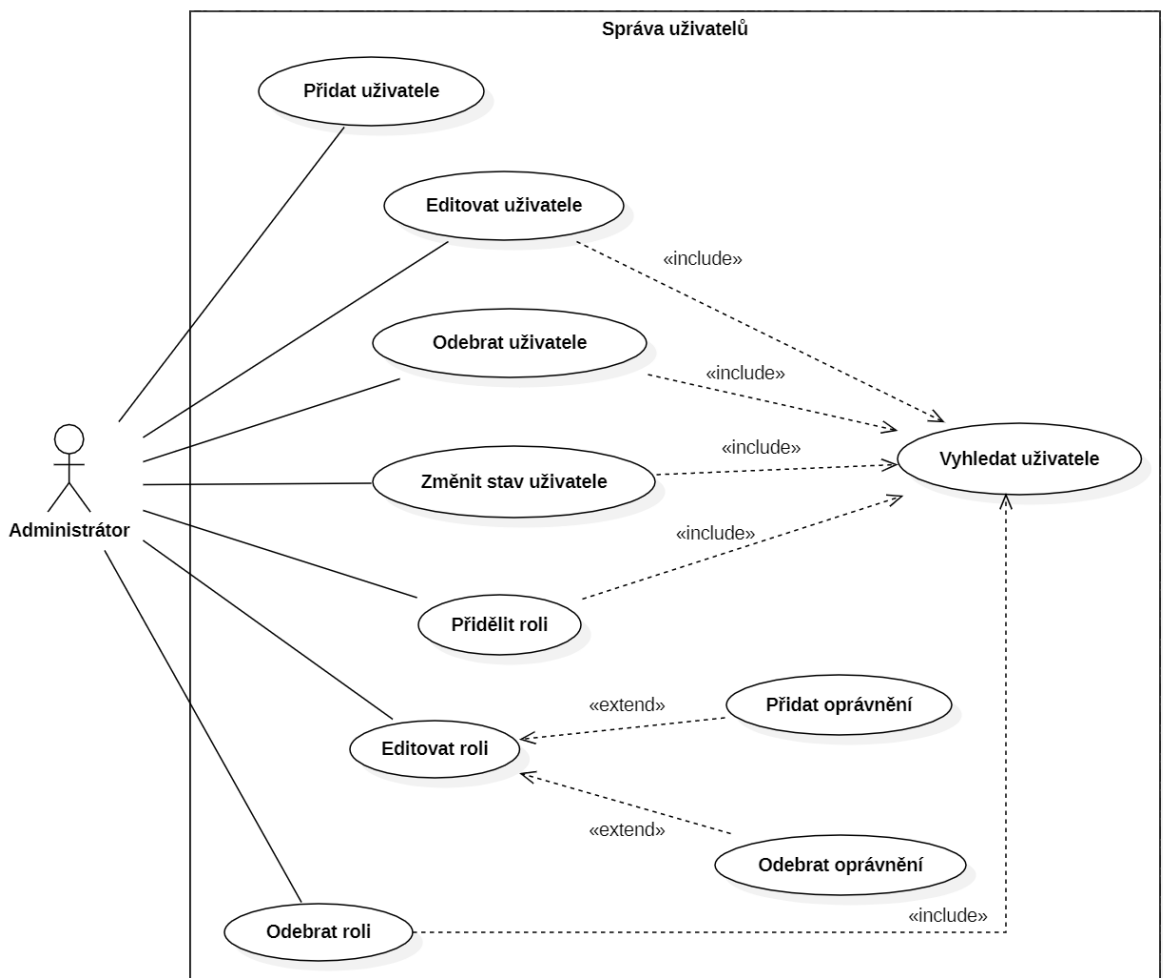 Správa uživatelů
Přidat uživatele
Editovat uživatele
«include»
Odebrat uživatele
«include»
Změnit stav uživatele
«include»
Vyhledat uživatele
Administrátor
«include»
Přidělit roli
«extend»
Přidat oprávnění
Editovat roli
«extend»
Odebrat oprávnění
«include»
Odebrat roli